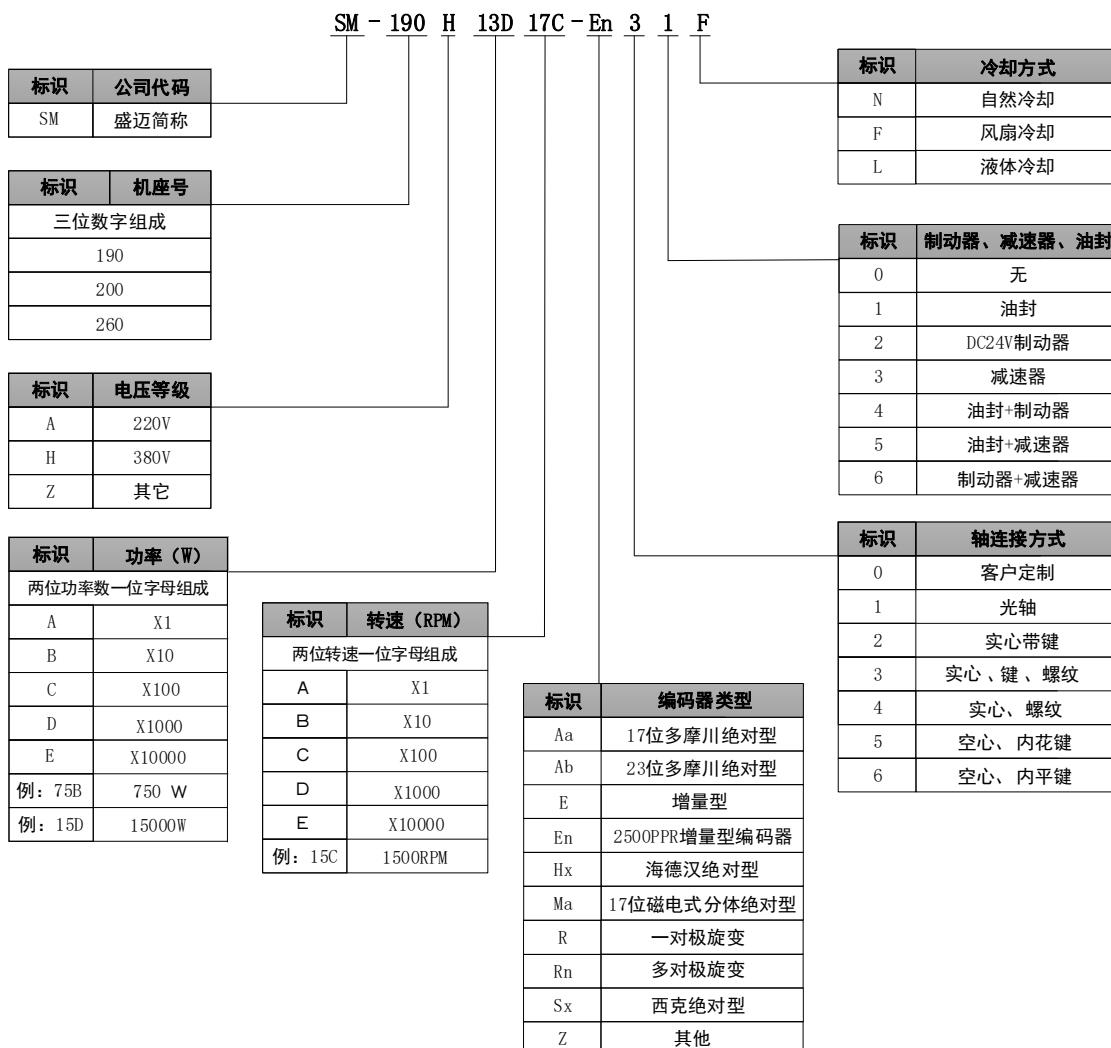 SM - 190 H 13D 17C - En 3 1 F
标识 公司代码
SM 盛迈简称
标识 机座号
三位数字组成
190
200
260
标识 电压等级
A 220V
H 380V
Z 其它
标识 功率（W）
两位功率数一位字母组成
A X1
B X10
C X100
D X1000
E X10000
例：75B 750 W
例：15D 15000W
标识 转速（RPM）
两位转速一位字母组成
A X1
B X10
C X100
D X1000
E X10000
例：15C 1500RPM
标识 编码器类型
Aa 17位多摩川绝对型
Ab 23位多摩川绝对型
E 增量型
En 2500PPR增量型编码器
Hx 海德汉绝对型
Ma 17位磁电式分体绝对型
R 一对极旋变
Rn 多对极旋变
Sx 西克绝对型
Z 其他
标识 冷却方式
N 自然冷却
F 风扇冷却
L 液体冷却
标识 制动器、减速器、油封
0 无
1 油封
2 DC24V制动器
3 减速器
4 油封+制动器
5 油封+减速器
6 制动器+减速器
标识 轴连接方式
0 客户定制
1 光轴
2 实心带键
3 实心、键、螺纹
4 实心、螺纹
5 空心、内花键
6 空心、内平键